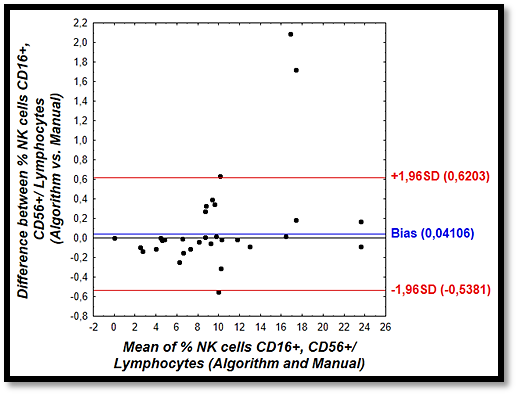 Difference between % NK cells CD16+,
CD56+/ Lymphocytes
(Algorithm vs. Manual)
2,2
2,0
1,8
1,6
1,4
1,2
1,0
0,8
0,6
0,4
0,2
0,0
-0,2
-0,4
-0,6
-0,8
+1,96SD (0,6203)
Bias (0,04106)
-1,96SD (-0,5381)
-2 0 2 4 6 8 10 12 14 16 18 20 22 24 26
Mean of % NK cells CD16+, CD56+/
Lymphocytes (Algorithm and Manual)